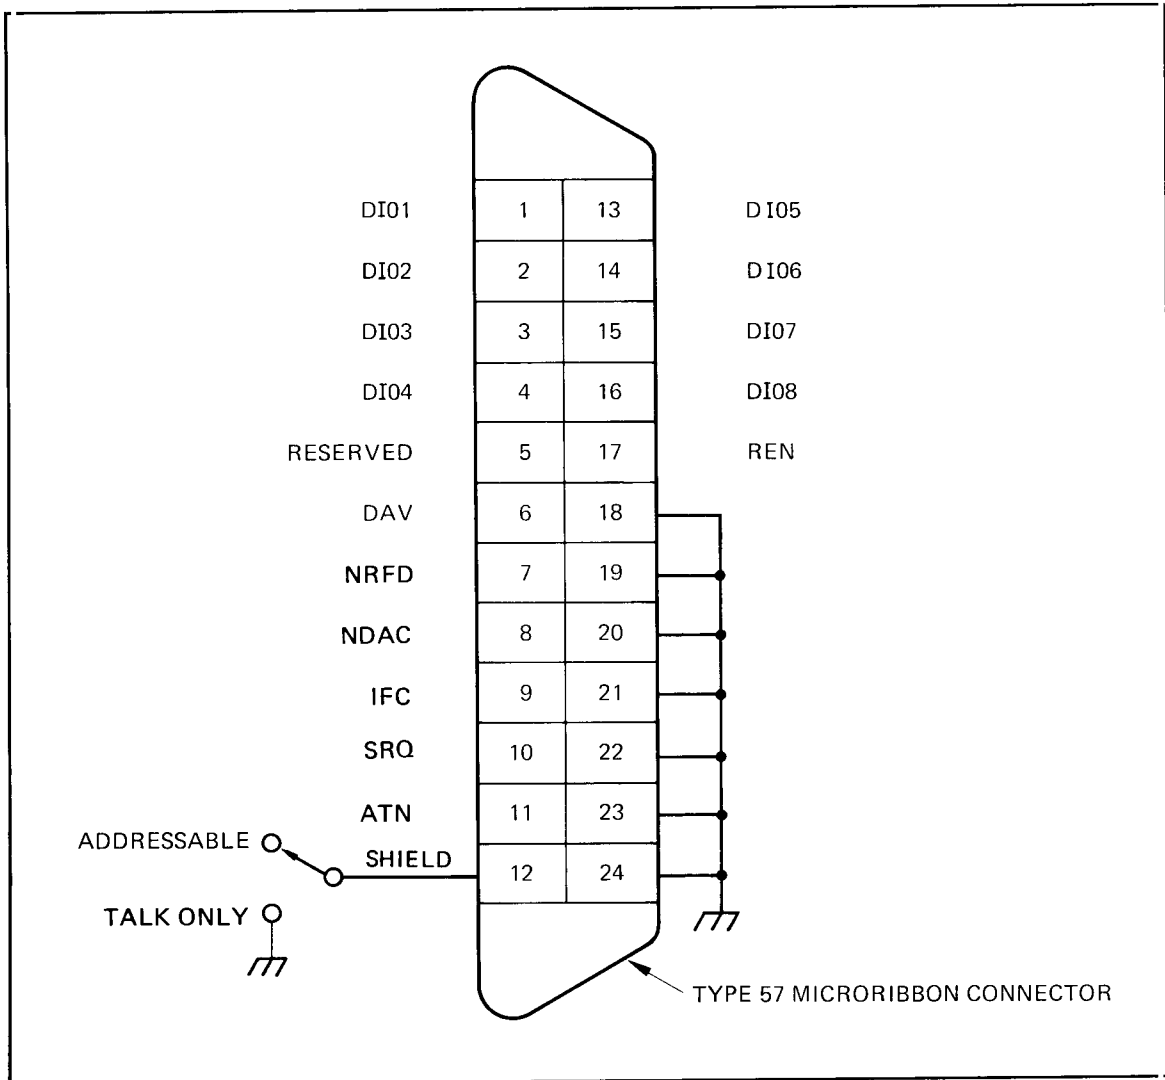 DI01 1 13 DI05
DI02 2 14 DI06
DI03 3 15 DI07
DI04 4 16 DI08
RESERVED 5 17 REN
DAV 6 18
NRFD 7 19
NDAC 8 20
IFC 9 21
SRQ 10 22
ATN 11 23
ADDRESSABLE
SHIELD 12 24
TALK ONLY
TYPE 57 MICRORIBBON CONNECTOR